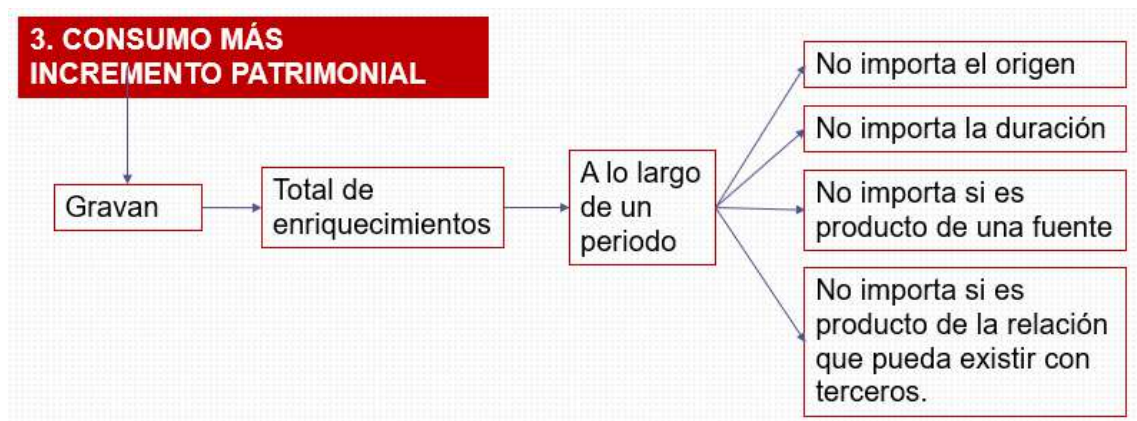 3. CONSUMO MÁS
INCREMENTO PATRIMONIAL
Gravan
Total de
enriquecimientos
A lo largo
de un
periodo
No importa el origen
No importa la duración
No importa si es
producto de una fuente
No importa si es
producto de la relación
que pueda existir con
terceros.